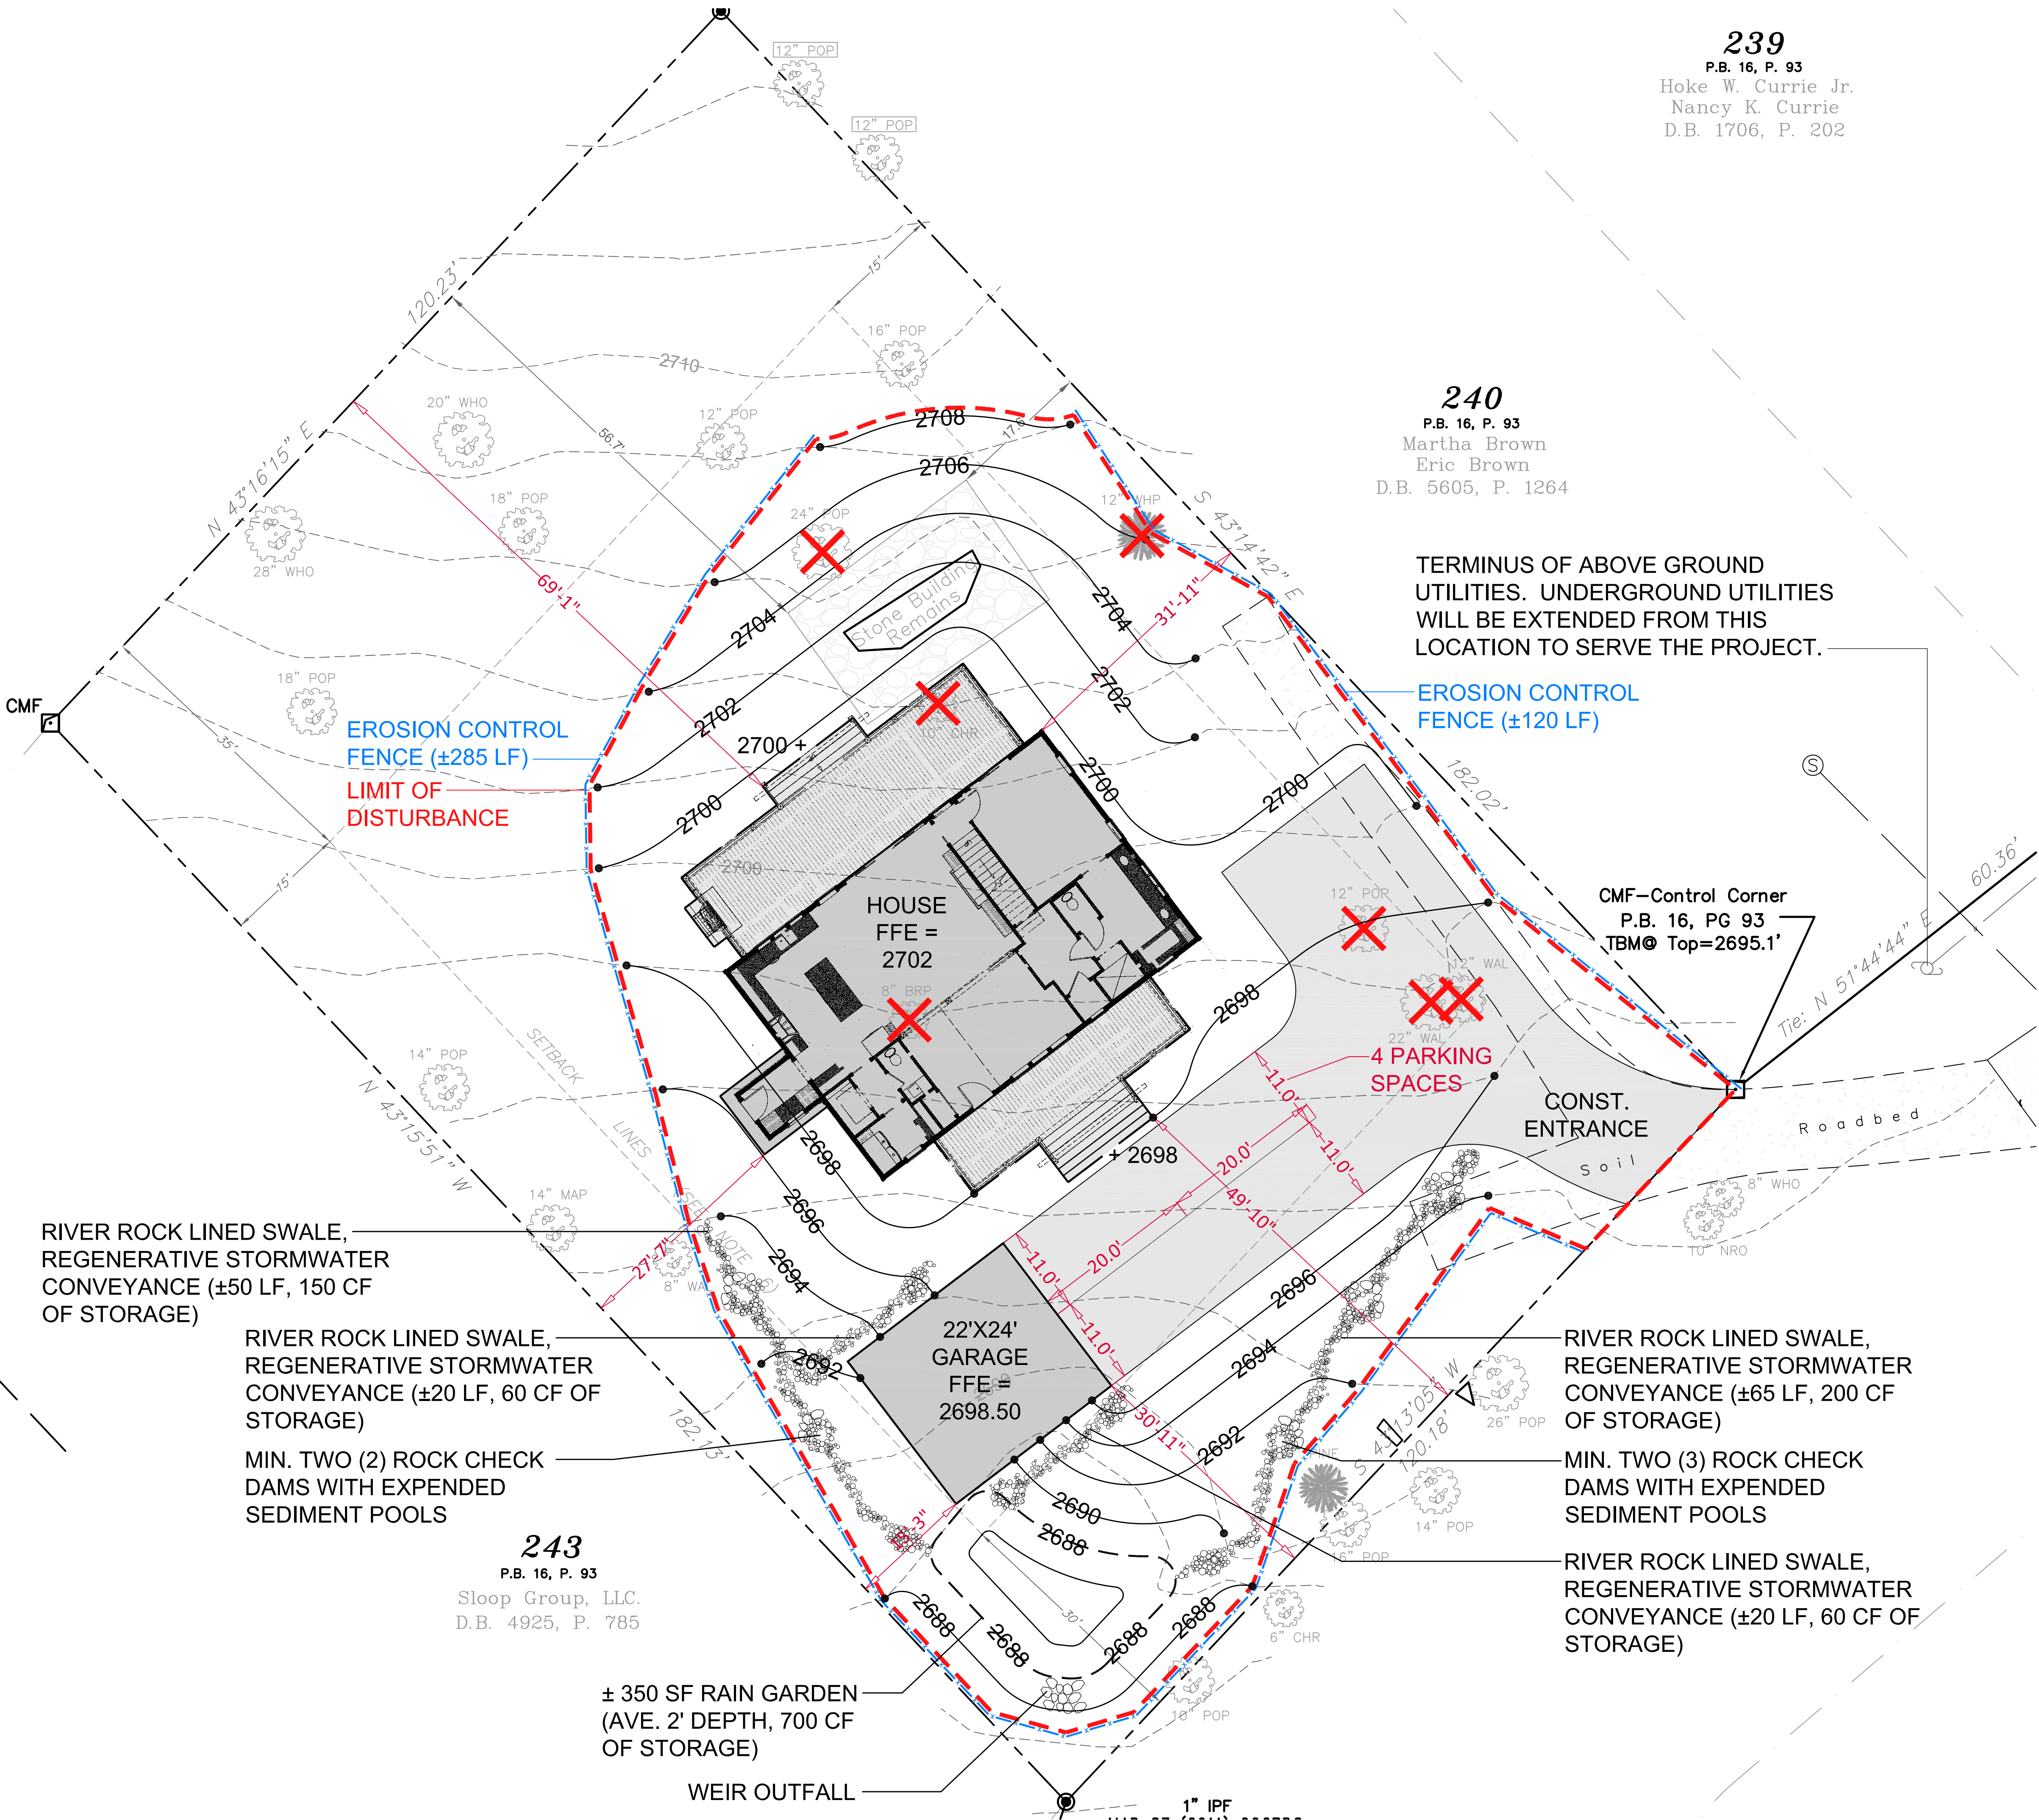 239
P.B. 16, P. 93
Hoke W. Currie Jr.
Nancy K. Currie
D.B. 1706, P. 202
12" POP
12" POP
120.23'
N 43°16'15" E
15'
16" POP
2710
20" WHO
12" POP
56.7'
17.6'
2708
2706
240
P.B. 16, P. 93
Martha Brown
Eric Brown
D.B. 5605, P. 1264
18" POP
28" WHO
24" POP
12" WHP
S 43°14'42" E
182.02'
69'-1"
31'-11"
2704
2704
Stone Building
Remains
2702
2702
TERMINUS OF ABOVE GROUND
UTILITIES. UNDERGROUND UTILITIES
WILL BE EXTENDED FROM THIS
LOCATION TO SERVE THE PROJECT.
EROSION CONTROL
FENCE (±120 LF)
CMF
18" POP
EROSION CONTROL
FENCE (±285 LF)
LIMIT OF
DISTURBANCE
35'
15'
2700 +
10" CHR
2700
2700
2700
2700
S
60.36'
Tie: N 51°44'44" E
CMF-Control Corner
P.B. 16, PG 93
TBM@ Top=2695.1'
HOUSE
FFE =
2702
8" BRP
12" POP
12" WAL
22" WAL
2698
4 PARKING
SPACES
CONST.
ENTRANCE
Roadbed
Soil
SETBACK
LINES
(SEE
NOTE
14" POP
N 43°15'51" W
182.13'
14" MAP
27'-7"
2698
2696
2694
2692
+ 2698
11.0'
11.0'
20.0'
20.0'
49'-10"
11.0'
11.0'
8" WHO
10" NRO
RIVER ROCK LINED SWALE,
REGENERATIVE STORMWATER
CONVEYANCE (±50 LF, 150 CF
OF STORAGE)
RIVER ROCK LINED SWALE,
REGENERATIVE STORMWATER
CONVEYANCE (±20 LF, 60 CF OF
STORAGE)
MIN. TWO (2) ROCK CHECK
DAMS WITH EXPENDED
SEDIMENT POOLS
22'X24'
GARAGE
FFE =
2698.50
2696
2694
2692
2690
2688
30'-11"
S 43°13'05" W
120.18'
26" POP
14" POP
16" POP
6" CHR
10" POP
RIVER ROCK LINED SWALE,
REGENERATIVE STORMWATER
CONVEYANCE (±65 LF, 200 CF
OF STORAGE)
MIN. TWO (3) ROCK CHECK
DAMS WITH EXPENDED
SEDIMENT POOLS
RIVER ROCK LINED SWALE,
REGENERATIVE STORMWATER
CONVEYANCE (±20 LF, 60 CF OF
STORAGE)
243
P.B. 16, P. 93
Sloop Group, LLC.
D.B. 4925, P. 785
30'
2688
2688
2688
2688
± 350 SF RAIN GARDEN
(AVE. 2' DEPTH, 700 CF
OF STORAGE)
WEIR OUTFALL
1" IPF